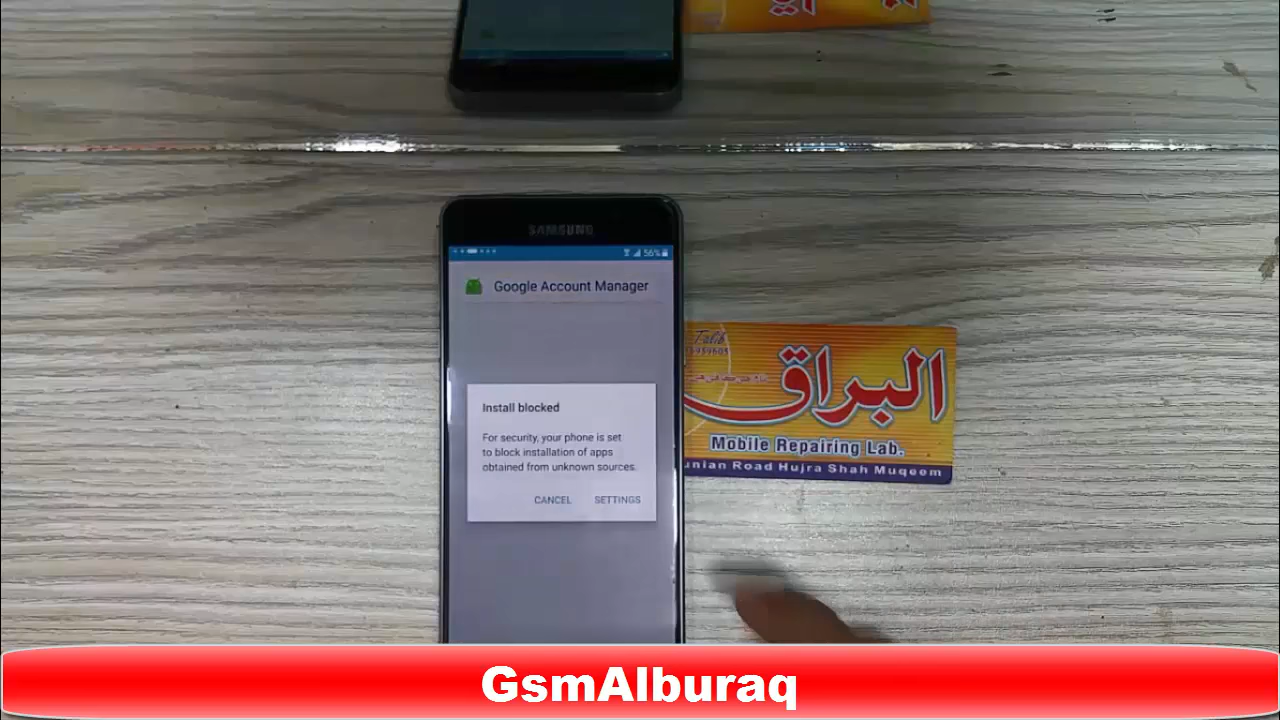 SAMSUNG
56%
Google Account Manager
Install blocked
For security, your phone is set
to block installation of apps
obtained from unknown sources.
CANCEL SETTINGS
Talib
البراق
Mobile Repairing Lab.
Road Hujra Shah Muqeem
GsmAlburaq